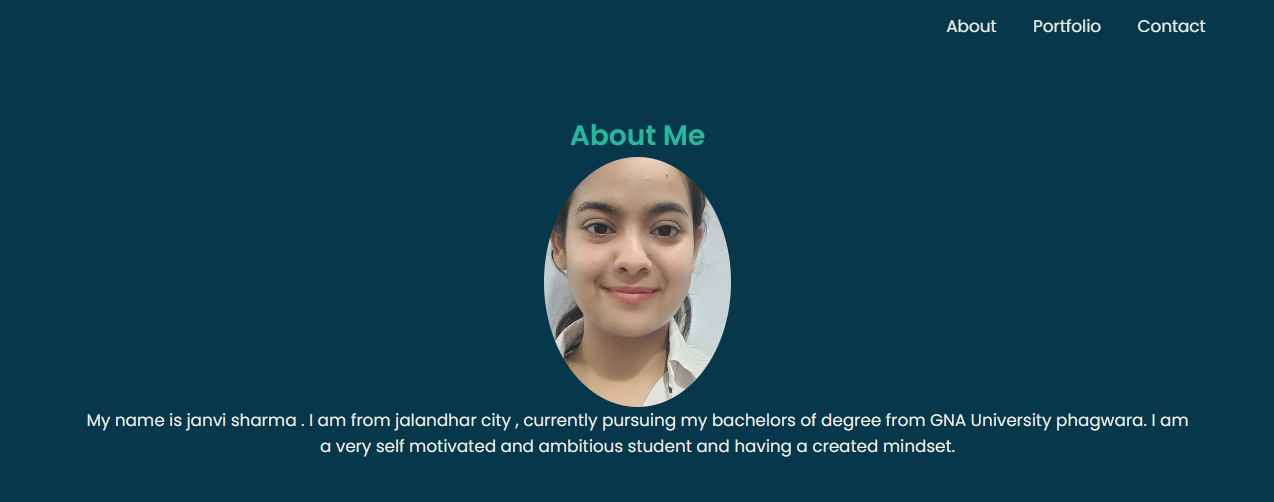 About Portfolio Contact
About Me
My name is janvi sharma . I am from jalandhar city , currently pursuing my bachelors of degree from GNA University phagwara. I am
a very self motivated and ambitious student and having a created mindset.